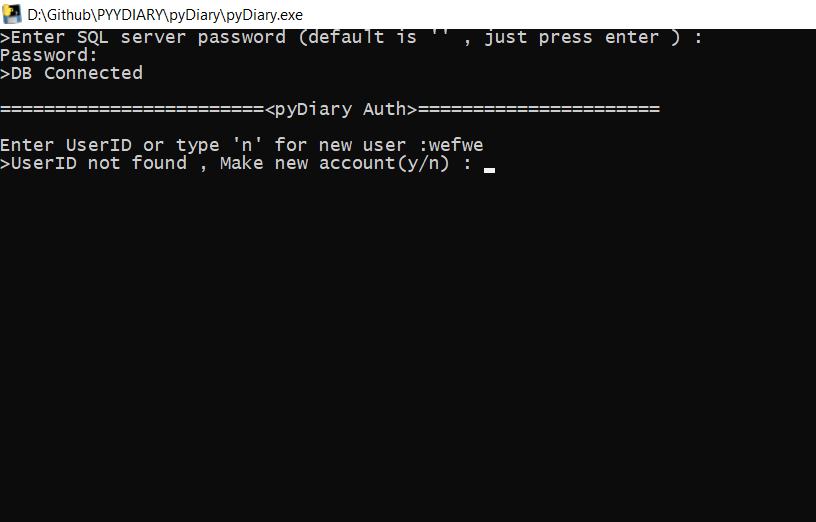 D:\Github\PYYDIARY\pyDiary\pyDiary.exe
>Enter SQL server password (default is '' , just press enter ) :
Password:
>DB Connected
========================<pyDiary Auth>======================
Enter UserID or type 'n' for new user :wefwe
>UserID not found , Make new account(y/n) :